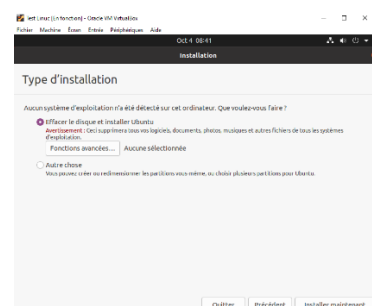 Test Linux [En fonction] - Oracle VM VirtualBox
Fichier Machine Écran Entrée Périphériques Aide
Oct 4 08:41
Installation
Type d'installation
Aucun système d'exploitation n'a été détecté sur cet ordinateur. Que voulez-vous faire ?
Effacer le disque et installer Ubuntu
Avertissement : Ceci supprimera tous vos logiciels, documents, photos, musiques et autres fichiers de tous les systèmes
d'exploitation.
Fonctions avancées... Aucune sélectionnée
Autre chose
Vous pouvez créer ou redimensionner les partitions vous-même, ou choisir plusieurs partitions pour Ubuntu.
Quitter Précédent Installer maintenant